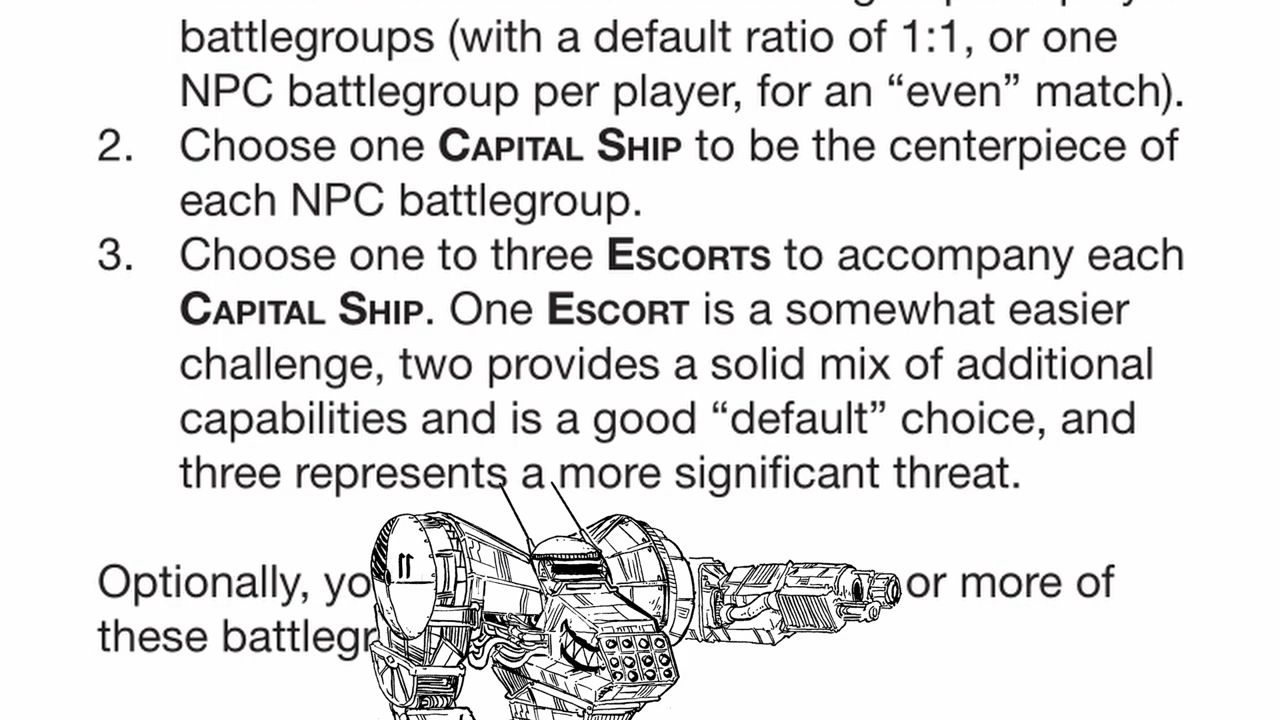 battlegroups (with a default ratio of 1:1, or one
NPC battlegroup per player, for an “even” match).
2. Choose one CAPITAL SHIP to be the centerpiece of
each NPC battlegroup.
3. Choose one to three ESCORTS to accompany each
CAPITAL SHIP. One ESCORT is a somewhat easier
challenge, two provides a solid mix of additional
capabilities and is a good “default” choice, and
three represents a more significant threat.
Optionally, yo or more of
these battlegr